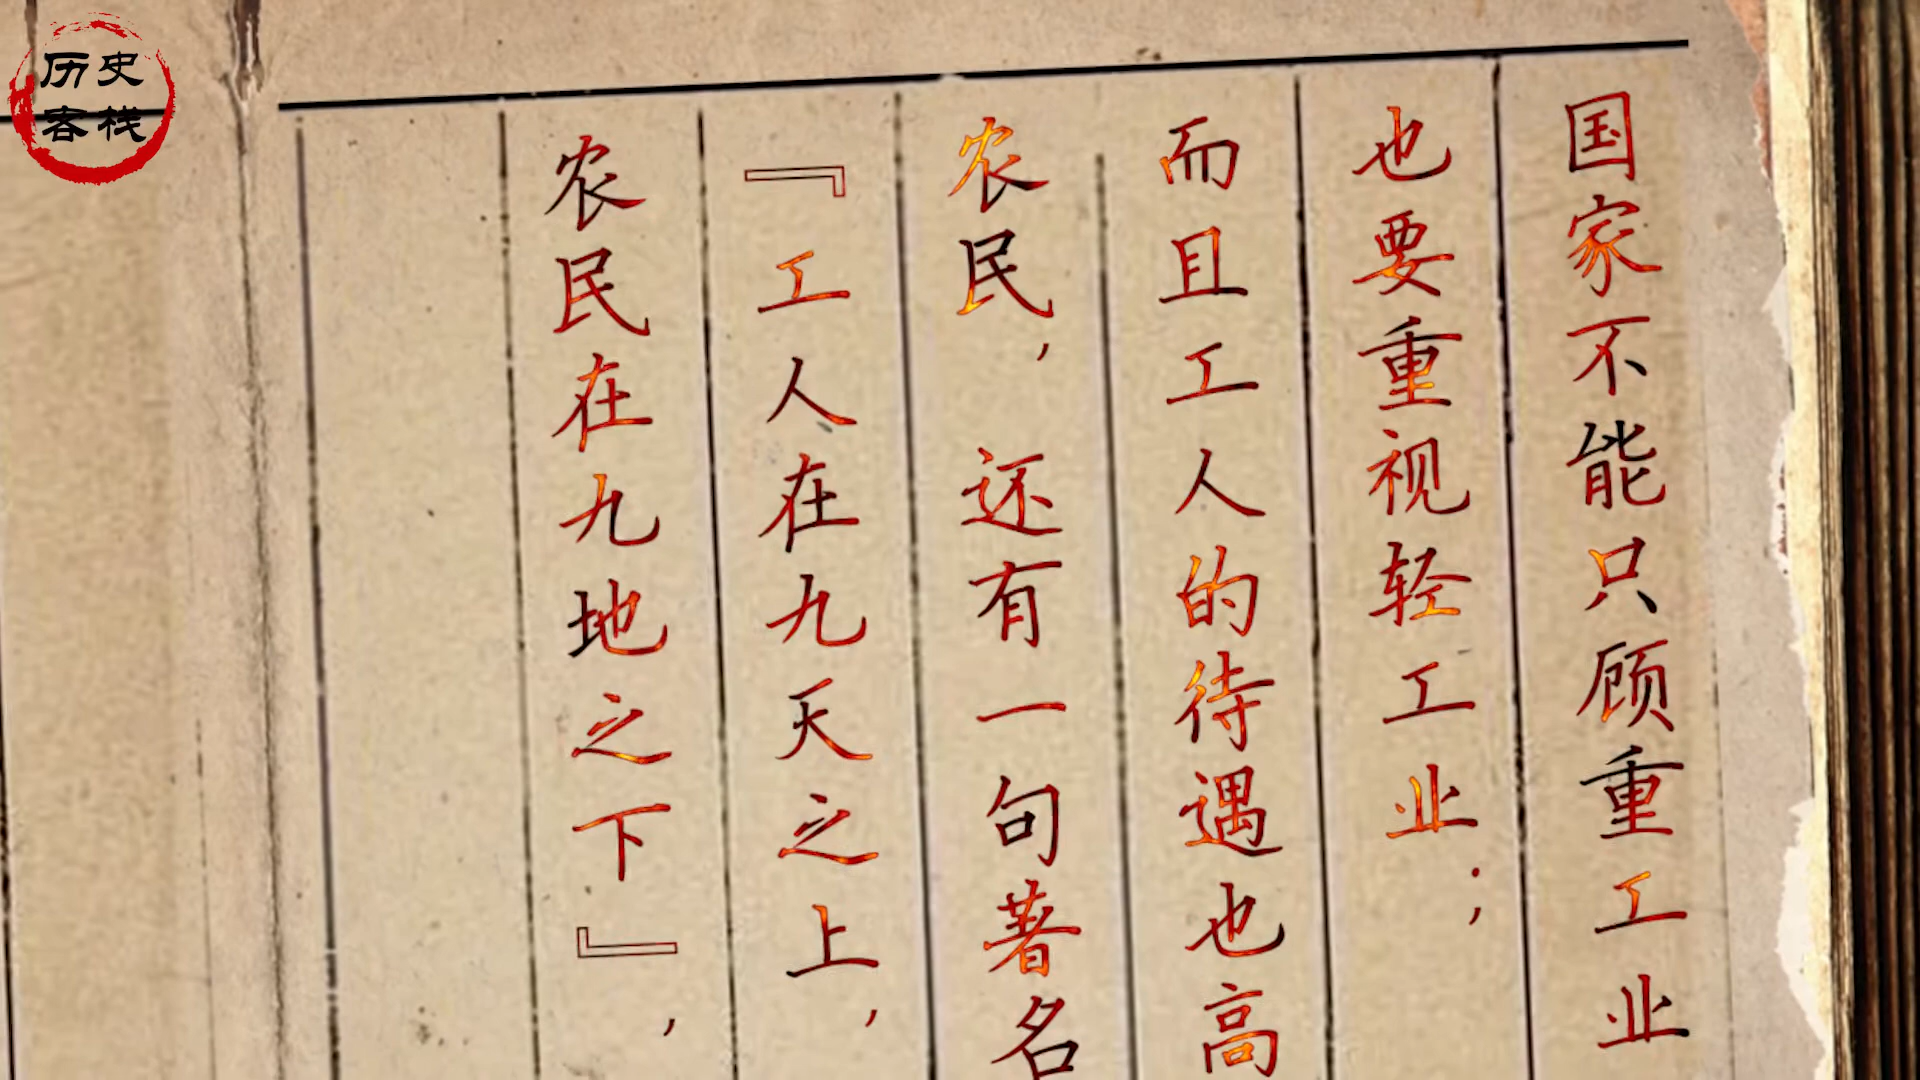 历史
客栈
国家不能只顾重工业
也要重视轻工业；
而且工人的待遇也高
农民，还有一句著名
『工人在九天之上，
农民在九地之下』，